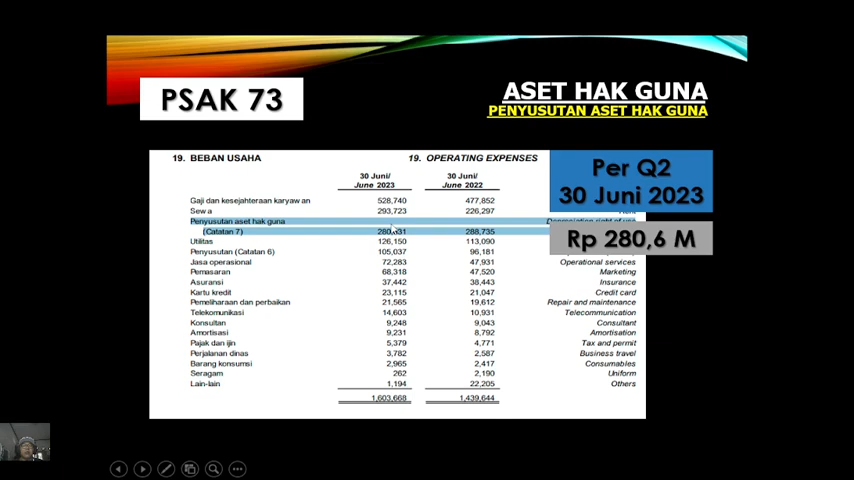 PSAK 73
ASET HAK GUNA
PENYUSUTAN ASET HAK GUNA
19. BEBAN USAHA 19. OPERATING EXPENSES
30 Juni/ 30 Juni/
June 2023 June 2022
Per Q2
30 Juni 2023
Rp 280,6 M
Gaji dan kesejahteraan karyawan 528,740 477,852
Sewa 293,723 226,297
Penyusutan aset hak guna Depreciation right of use
(Catatan 7) 288,735
Utilitas 126,150 113,090
Penyusutan (Catatan 6) 105,037 96,181
Jasa operasional 72,283 47,931 Operational services
Pemasaran 68,318 47,520 Marketing
Asuransi 37,442 38,443 Insurance
Kartu kredit 23,115 21,047 Credit card
Pemeliharaan dan perbaikan 21,565 19,612 Repair and maintenance
Telekomunikasi 14,603 10,931 Telecommunication
Konsultan 9,248 9,043 Consultant
Amortisasi 9,231 8,792 Amortisation
Pajak dan ijin 5,379 4,771 Tax and permit
Perjalanan dinas 3,782 2,587 Business travel
Barang konsumsi 2,965 2,417 Consumables
Seragam 262 2,190 Uniform
Lain-lain 1,194 22,205 Others
1,603,668 1,439,644